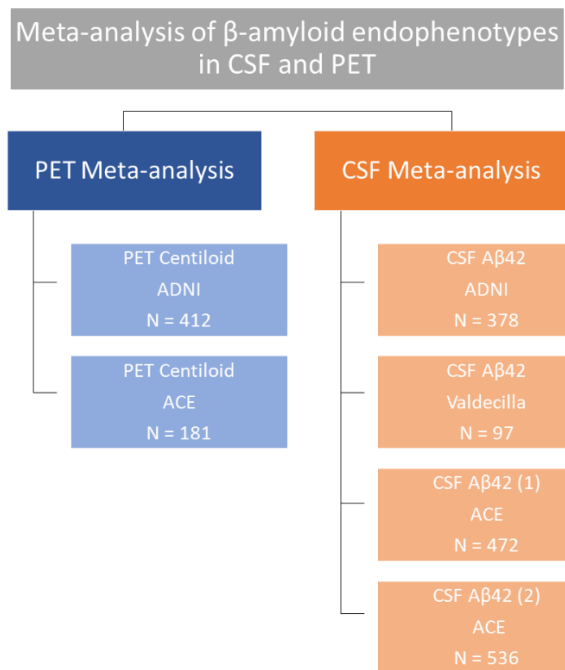 Meta-analysis of β-amyloid endophenotypes
in CSF and PET
PET Meta-analysis
PET Centiloid
ADNI
N = 412
PET Centiloid
ACE
N = 181
CSF Meta-analysis
CSF Aβ42
ADNI
N = 378
CSF Aβ42
Valdecilla
N = 97
CSF Aβ42 (1)
ACE
N = 472
CSF Aβ42 (2)
ACE
N = 536